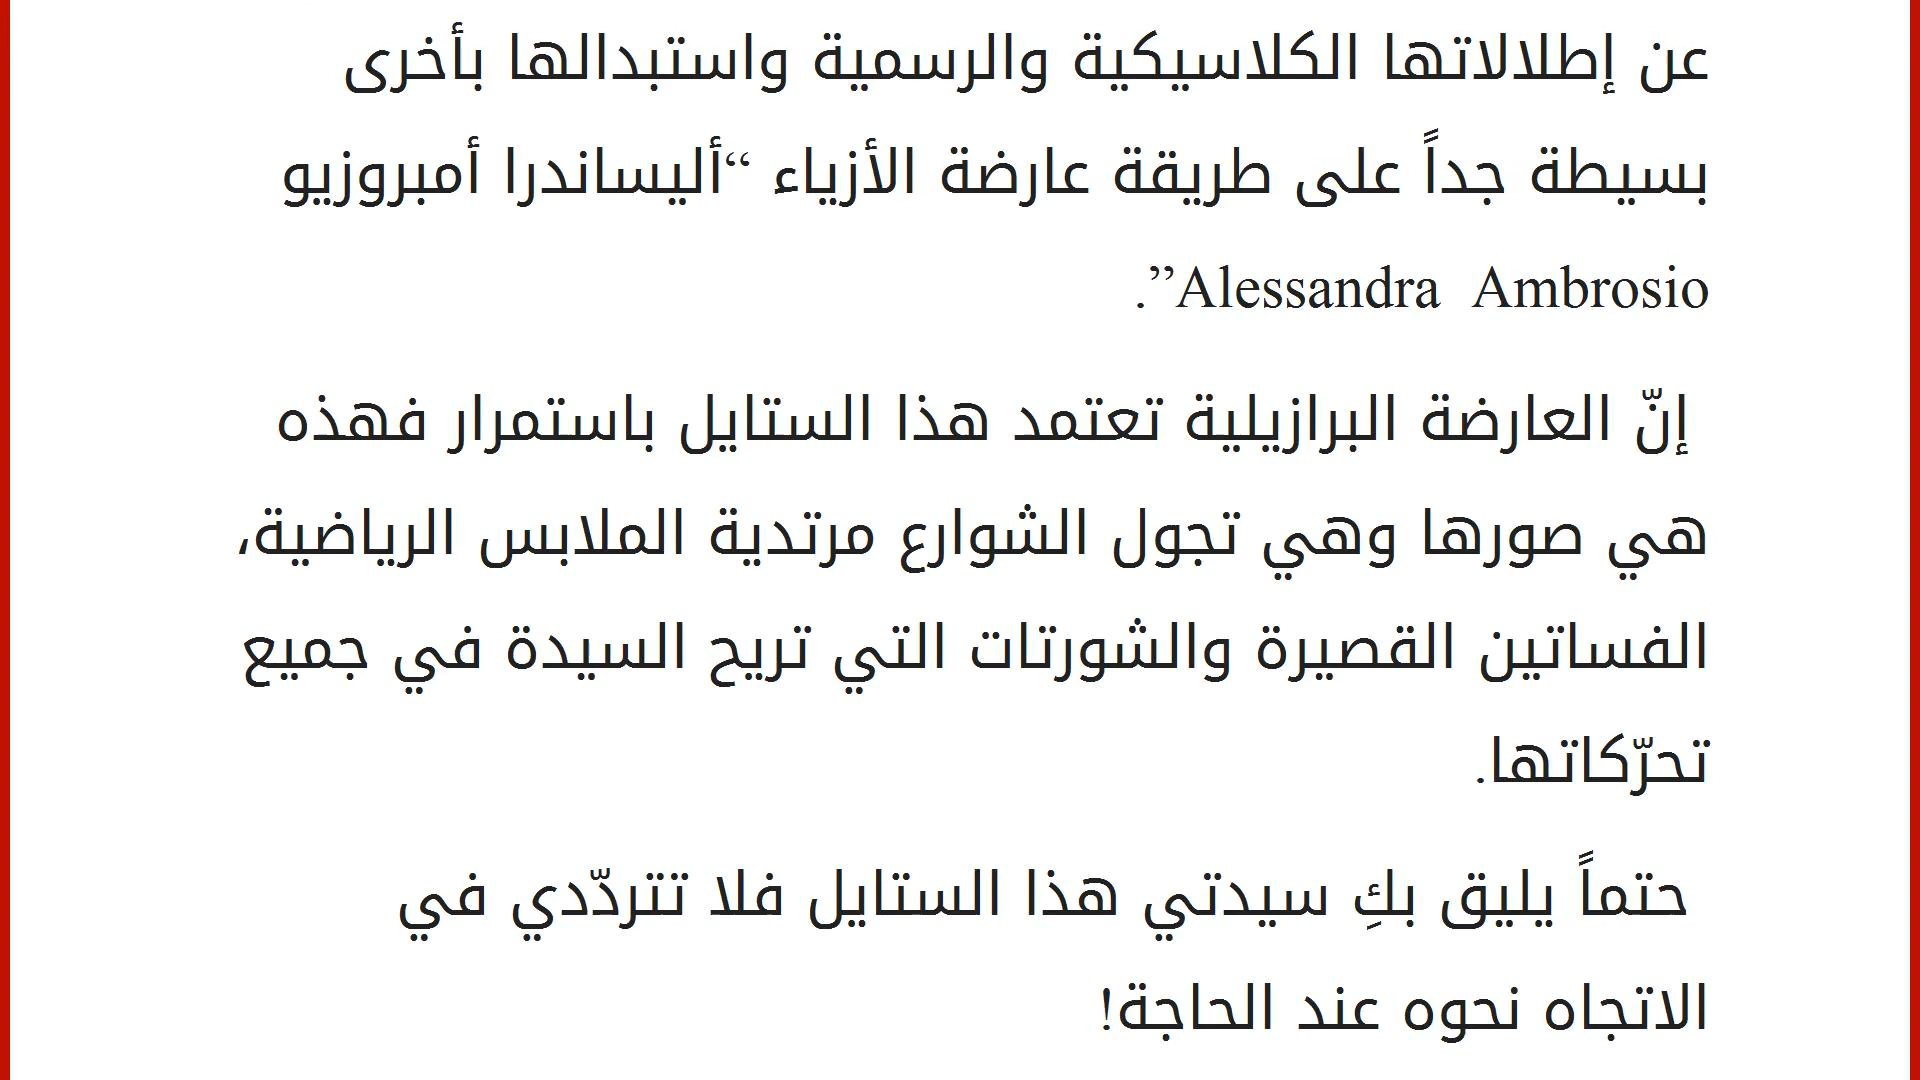 عن إطلالاتها الكلاسيكية والرسمية واستبدالها بأخرى
بسيطة جداً على طريقة عارضة الأزياء “أليساندرا أمبروزيو
Alessandra Ambrosio”.
إنّ العارضة البرازيلية تعتمد هذا الستايل باستمرار فهذه
هي صورها وهي تجول الشوارع مرتدية الملابس الرياضية،
الفساتين القصيرة والشورتات التي تريح السيدة في جميع
تحرّكاتها.
حتماً يليق بكِ سيدتي هذا الستايل فلا تتردّدي في
الاتجاه نحوه عند الحاجة!